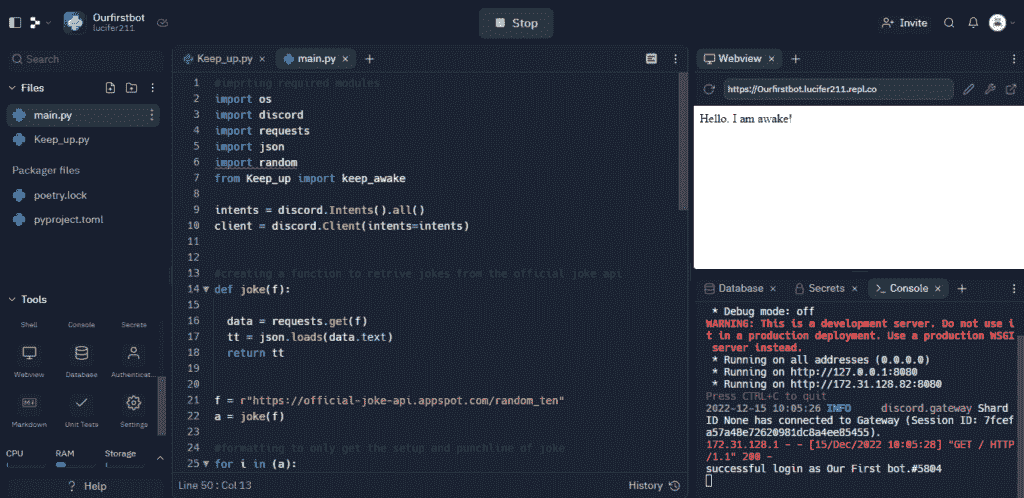 Ourfirstbot
lucifer211
Stop
Invite
Search
Files
main.py
Keep_up.py
Packager files
poetry.lock
pyproject.toml
Tools
Shell Console Secrets
Webview Database Authenticat...
Markdown Unit Tests Settings
CPU RAM Storage
? Help
Keep_up.py × main.py × +
1 #imprting required modules
2 import os
3 import discord
4 import requests
5 import json
6 import random
7 from Keep_up import keep_awake
8
9 intents = discord.Intents().all()
10 client = discord.Client(intents=intents)
11
12
13 #creating a function to retrive jokes from the official joke api
14 def joke(f):
15
16 data = requests.get(f)
17 tt = json.loads(data.text)
18 return tt
19
20
21 f = r"https://official-joke-api.appspot.com/random_ten"
22 a = joke(f)
23
24 #formatting to only get the setup and punchline of joke
25 for i in (a):
Line 50 : Col 13
History
Webview × +
https://Ourfirstbot.lucifer211.repl.co
Hello. I am awake!
Database × Secrets × >_ Console × +
* Debug mode: off
WARNING: This is a development server. Do not use i
t in a production deployment. Use a production WSGI
server instead.
* Running on all addresses (0.0.0.0)
* Running on http://127.0.0.1:8080
* Running on http://172.31.128.82:8080
Press CTRL+C to quit
2022-12-15 10:05:26 INFO discord.gateway Shard
ID None has connected to Gateway (Session ID: 7fcef
a57a48e72620981dc8a4ee85455).
172.31.128.1 - - [15/Dec/2022 10:05:28] "GET / HTTP
/1.1" 200 -
successful login as Our First bot.#5804